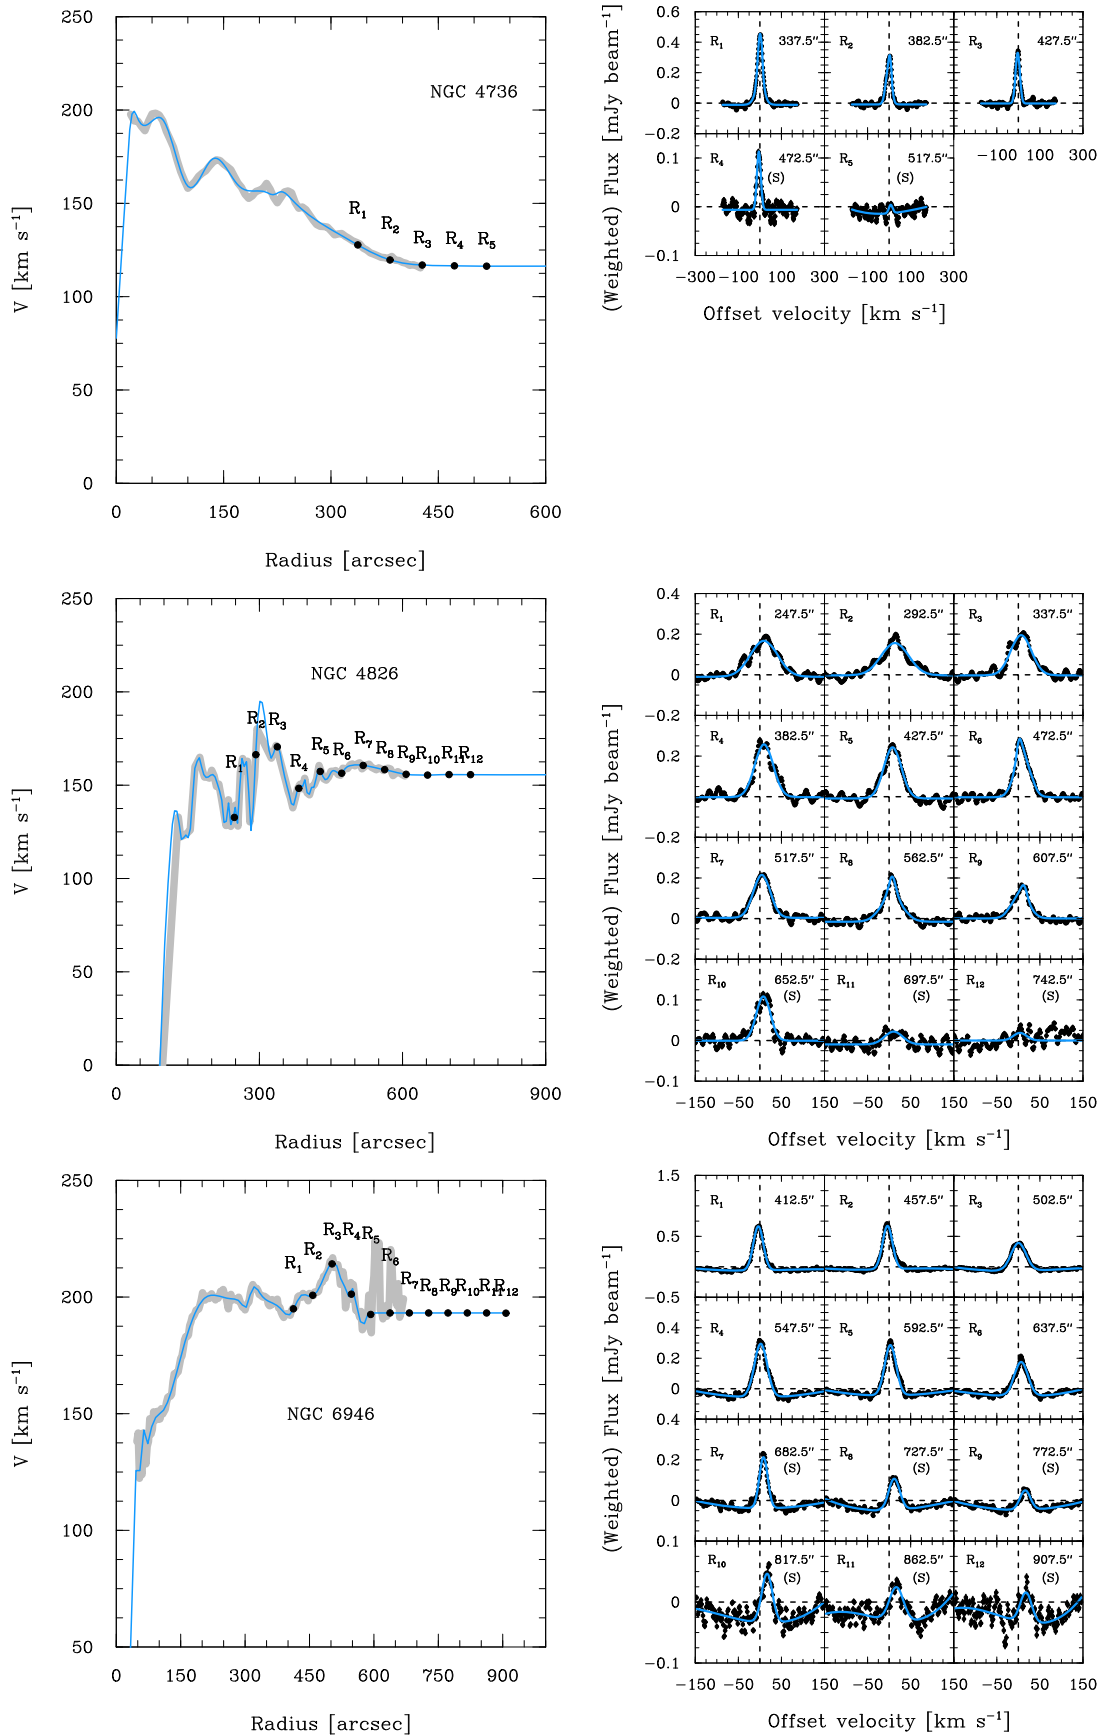 NGC 4736
250
200
150
100
50
0
V [km s⁻¹]
R₁
R₂
R₃
R₄
R₅
0 150 300 450 600
Radius [arcsec]
0.6
0.4
0.2
0
−0.2
0.1
0
−0.1
(Weighted) Flux [mJy beam⁻¹]
R₁ 337.5″
R₂ 382.5″
R₃ 427.5″
R₄ 472.5″
(S)
R₅ 517.5″
(S)
−100 100 300
−300 −100 100 300 −100 100 300
Offset velocity [km s⁻¹]
NGC 4826
250
200
150
100
50
0
V [km s⁻¹]
R₁
R₂
R₃
R₄
R₅
R₆
R₇
R₈
R₉
R₁₀
R₁₁
R₁₂
0 300 600 900
Radius [arcsec]
0.4
0.2
0
−0.2
0.2
0
−0.2
0.2
0
−0.2
0.1
0
−0.1
(Weighted) Flux [mJy beam⁻¹]
R₁ 247.5″
R₂ 292.5″
R₃ 337.5″
R₄ 382.5″
R₅ 427.5″
R₆ 472.5″
R₇ 517.5″
R₈ 562.5″
R₉ 607.5″
R₁₀ 652.5″
(S)
R₁₁ 697.5″
(S)
R₁₂ 742.5″
(S)
−150 −50 50 150 −50 50 150 −50 50 150
Offset velocity [km s⁻¹]
NGC 6946
250
200
150
100
50
V [km s⁻¹]
R₁
R₂
R₃
R₄
R₅
R₆
R₇
R₈
R₉
R₁₀
R₁₁
R₁₂
0 150 300 450 600 750 900
Radius [arcsec]
1.5
0.5
−0.5
0.4
0.2
0
0.4
0.2
0
0.1
0
−0.1
(Weighted) Flux [mJy beam⁻¹]
R₁ 412.5″
R₂ 457.5″
R₃ 502.5″
R₄ 547.5″
R₅ 592.5″
R₆ 637.5″
R₇ 682.5″
(S)
R₈ 727.5″
(S)
R₉ 772.5″
(S)
R₁₀ 817.5″
(S)
R₁₁ 862.5″
(S)
R₁₂ 907.5″
(S)
−150 −50 50 150 −50 50 150 −50 50 150
Offset velocity [km s⁻¹]